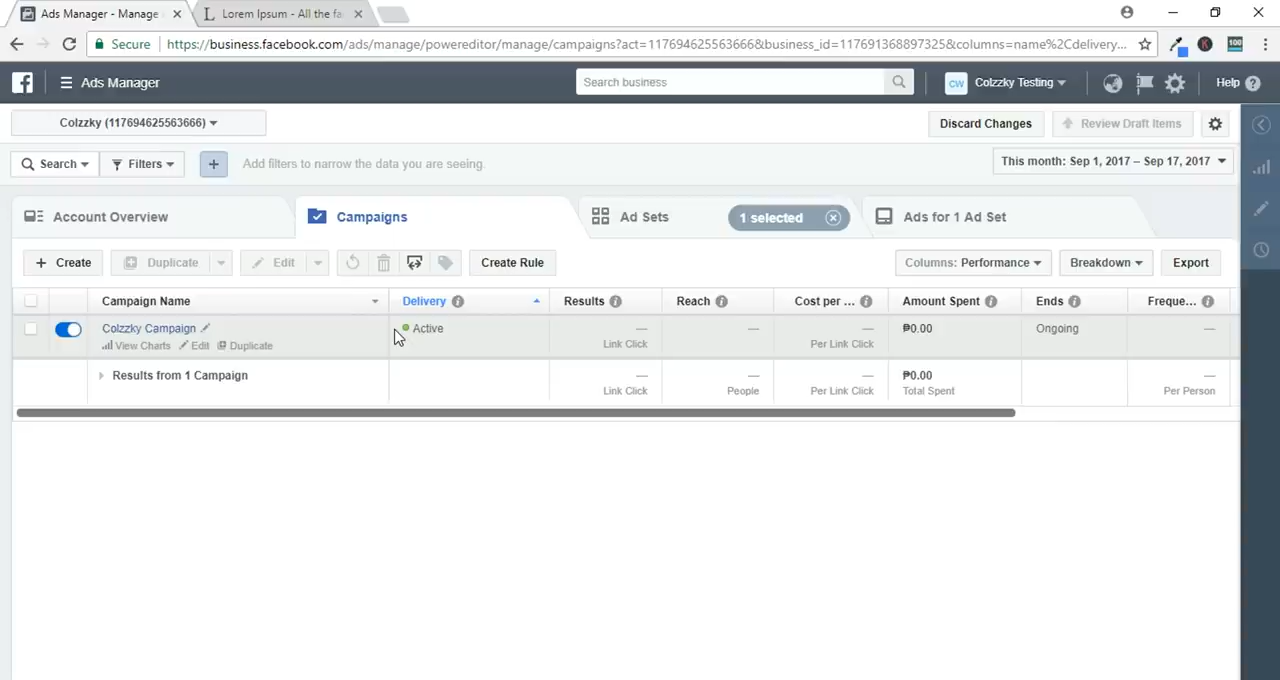 Ads Manager - Manage
Lorem Ipsum - All the fa
Secure
https://business.facebook.com/ads/manage/powereditor/manage/campaigns?act=117694625563666&business_id=117691368897325&columns=name%2Cdelivery...
100
Ads Manager
Search business
CW
Colzzky Testing
Help
Colzzky (117694625563666)
Discard Changes
Review Draft Items
Search
Filters
Add filters to narrow the data you are seeing.
This month: Sep 1, 2017 – Sep 17, 2017
Account Overview
Campaigns
Ad Sets
1 selected
Ads for 1 Ad Set
Create
Duplicate
Edit
Create Rule
Columns: Performance
Breakdown
Export
Campaign Name
Delivery
Results
Reach
Cost per ...
Amount Spent
Ends
Freque...
Colzzky Campaign
Active
—
—
—
₱0.00
Ongoing
—
View Charts
Edit
Duplicate
Link Click
Per Link Click
Results from 1 Campaign
—
—
—
₱0.00
—
Link Click
People
Per Link Click
Total Spent
Per Person